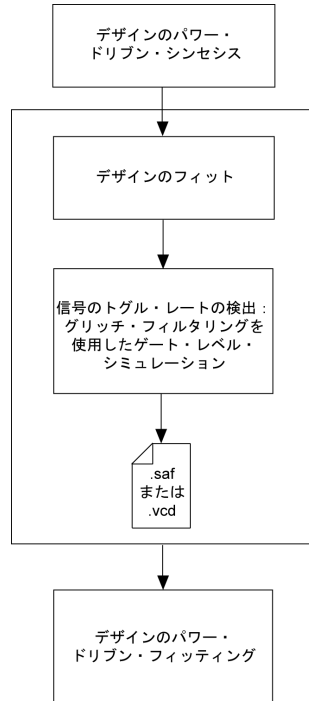 デザインのパワー・
ドリブン・シンセシス
デザインのフィット
信号のトグル・レートの検出：
グリッチ・フィルタリングを
使用したゲート・レベル・
シミュレーション
.saf
または
.vcd
デザインのパワー・
ドリブン・フィッティング